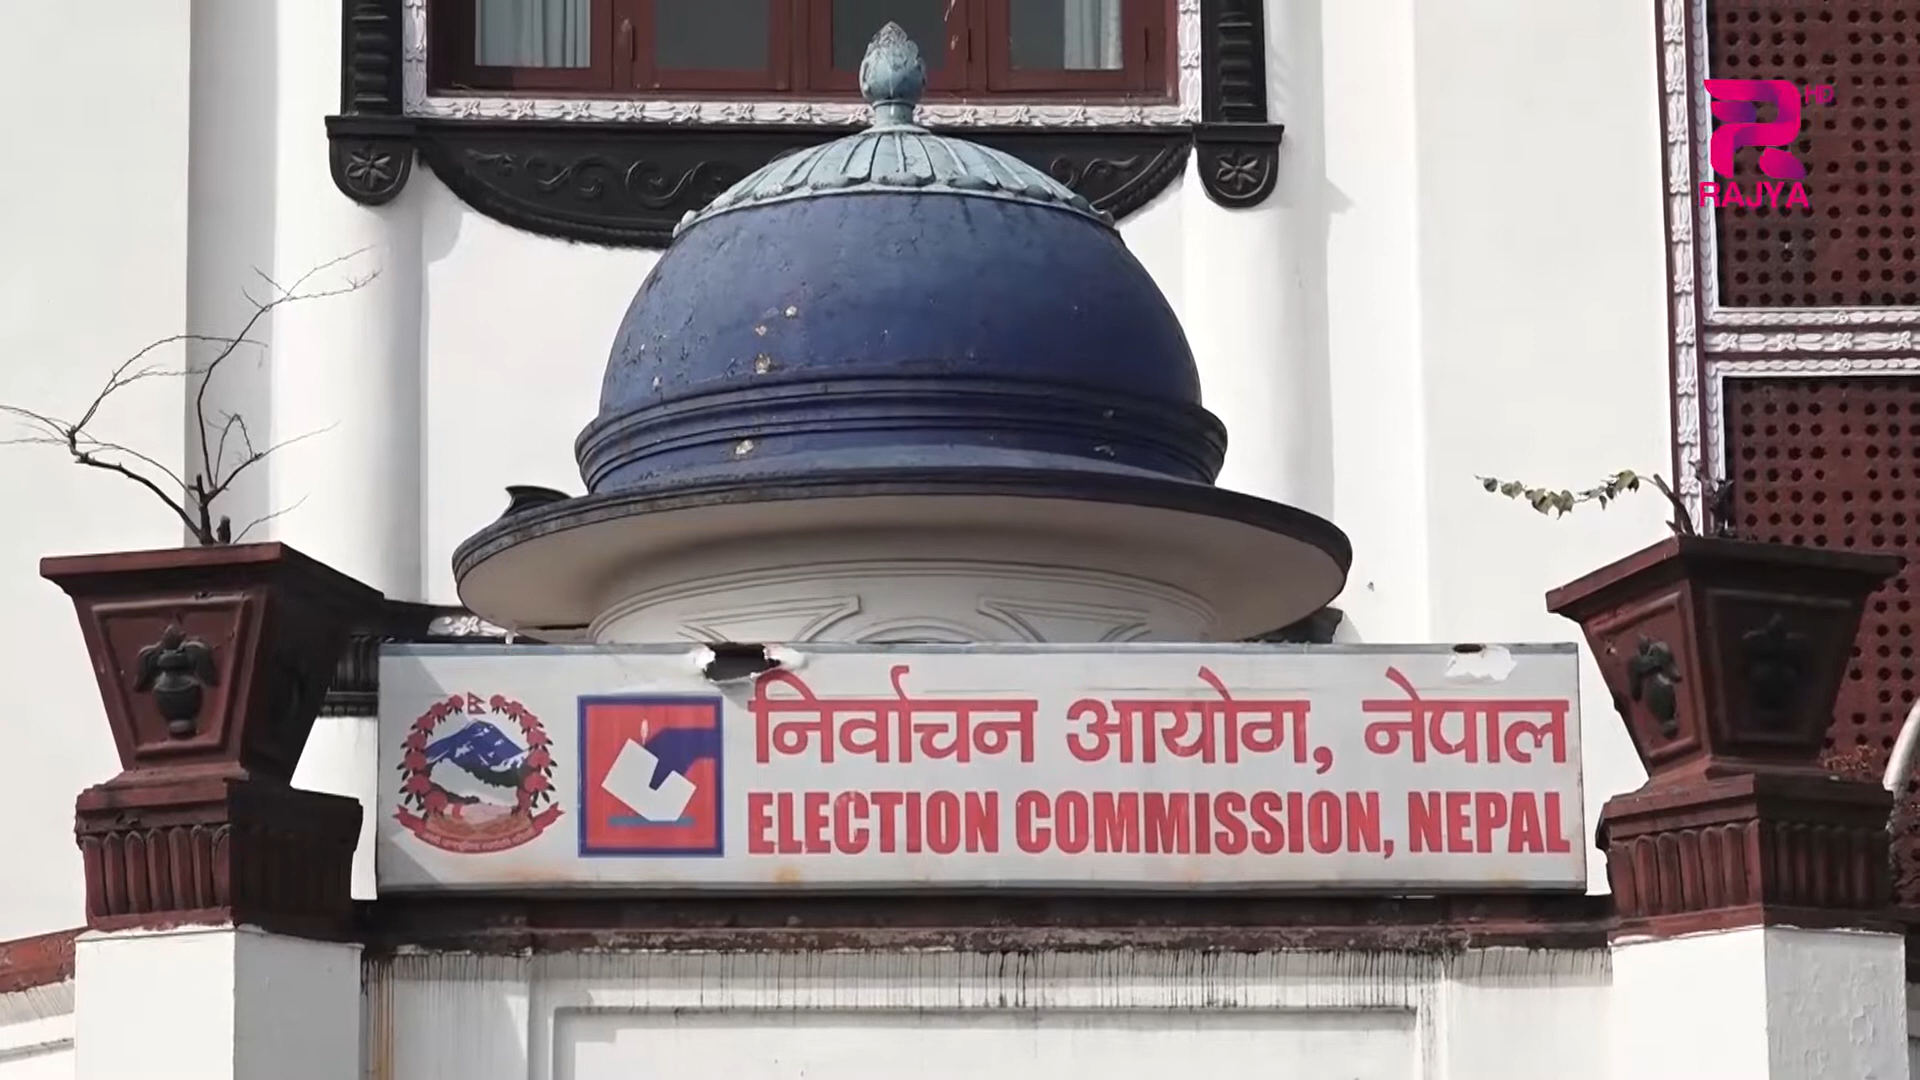 HD
RAJYA
निर्वाचन आयोग, नेपाल
ELECTION COMMISSION, NEPAL